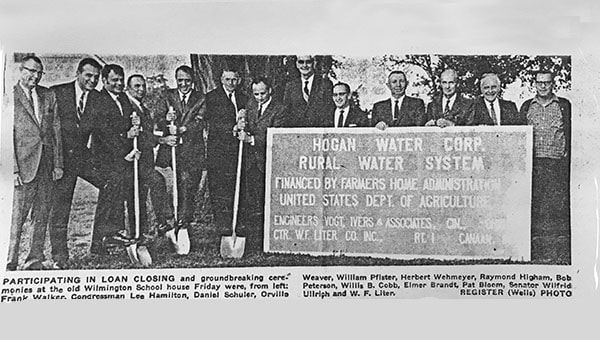 HOGAN WATER CORP.
RURAL WATER SYSTEM
FINANCED BY FARMERS HOME ADMINISTRATION
UNITED STATES DEPT. OF AGRICULTURE
ENGINEERS VOGT, IVERS & ASSOCIATES, CIN.
CTR. W.F. LITER, CO. INC., RT. 1 CANAAN
PARTICIPATING IN LOAN CLOSING and groundbreaking cere-
monies at the old Wilmington School house Friday were, from left:
Frank Walker, Congressman Lee Hamilton, Daniel Schuler, Orville
Weaver, William Pfister, Herbert Wehmeyer, Raymond Higham, Bob
Peterson, Willis B. Cobb, Elmer Brandt, Pat Bloem, Senator Wilfrid
Ullrich and W. F. Liter. REGISTER (Wells) PHOTO